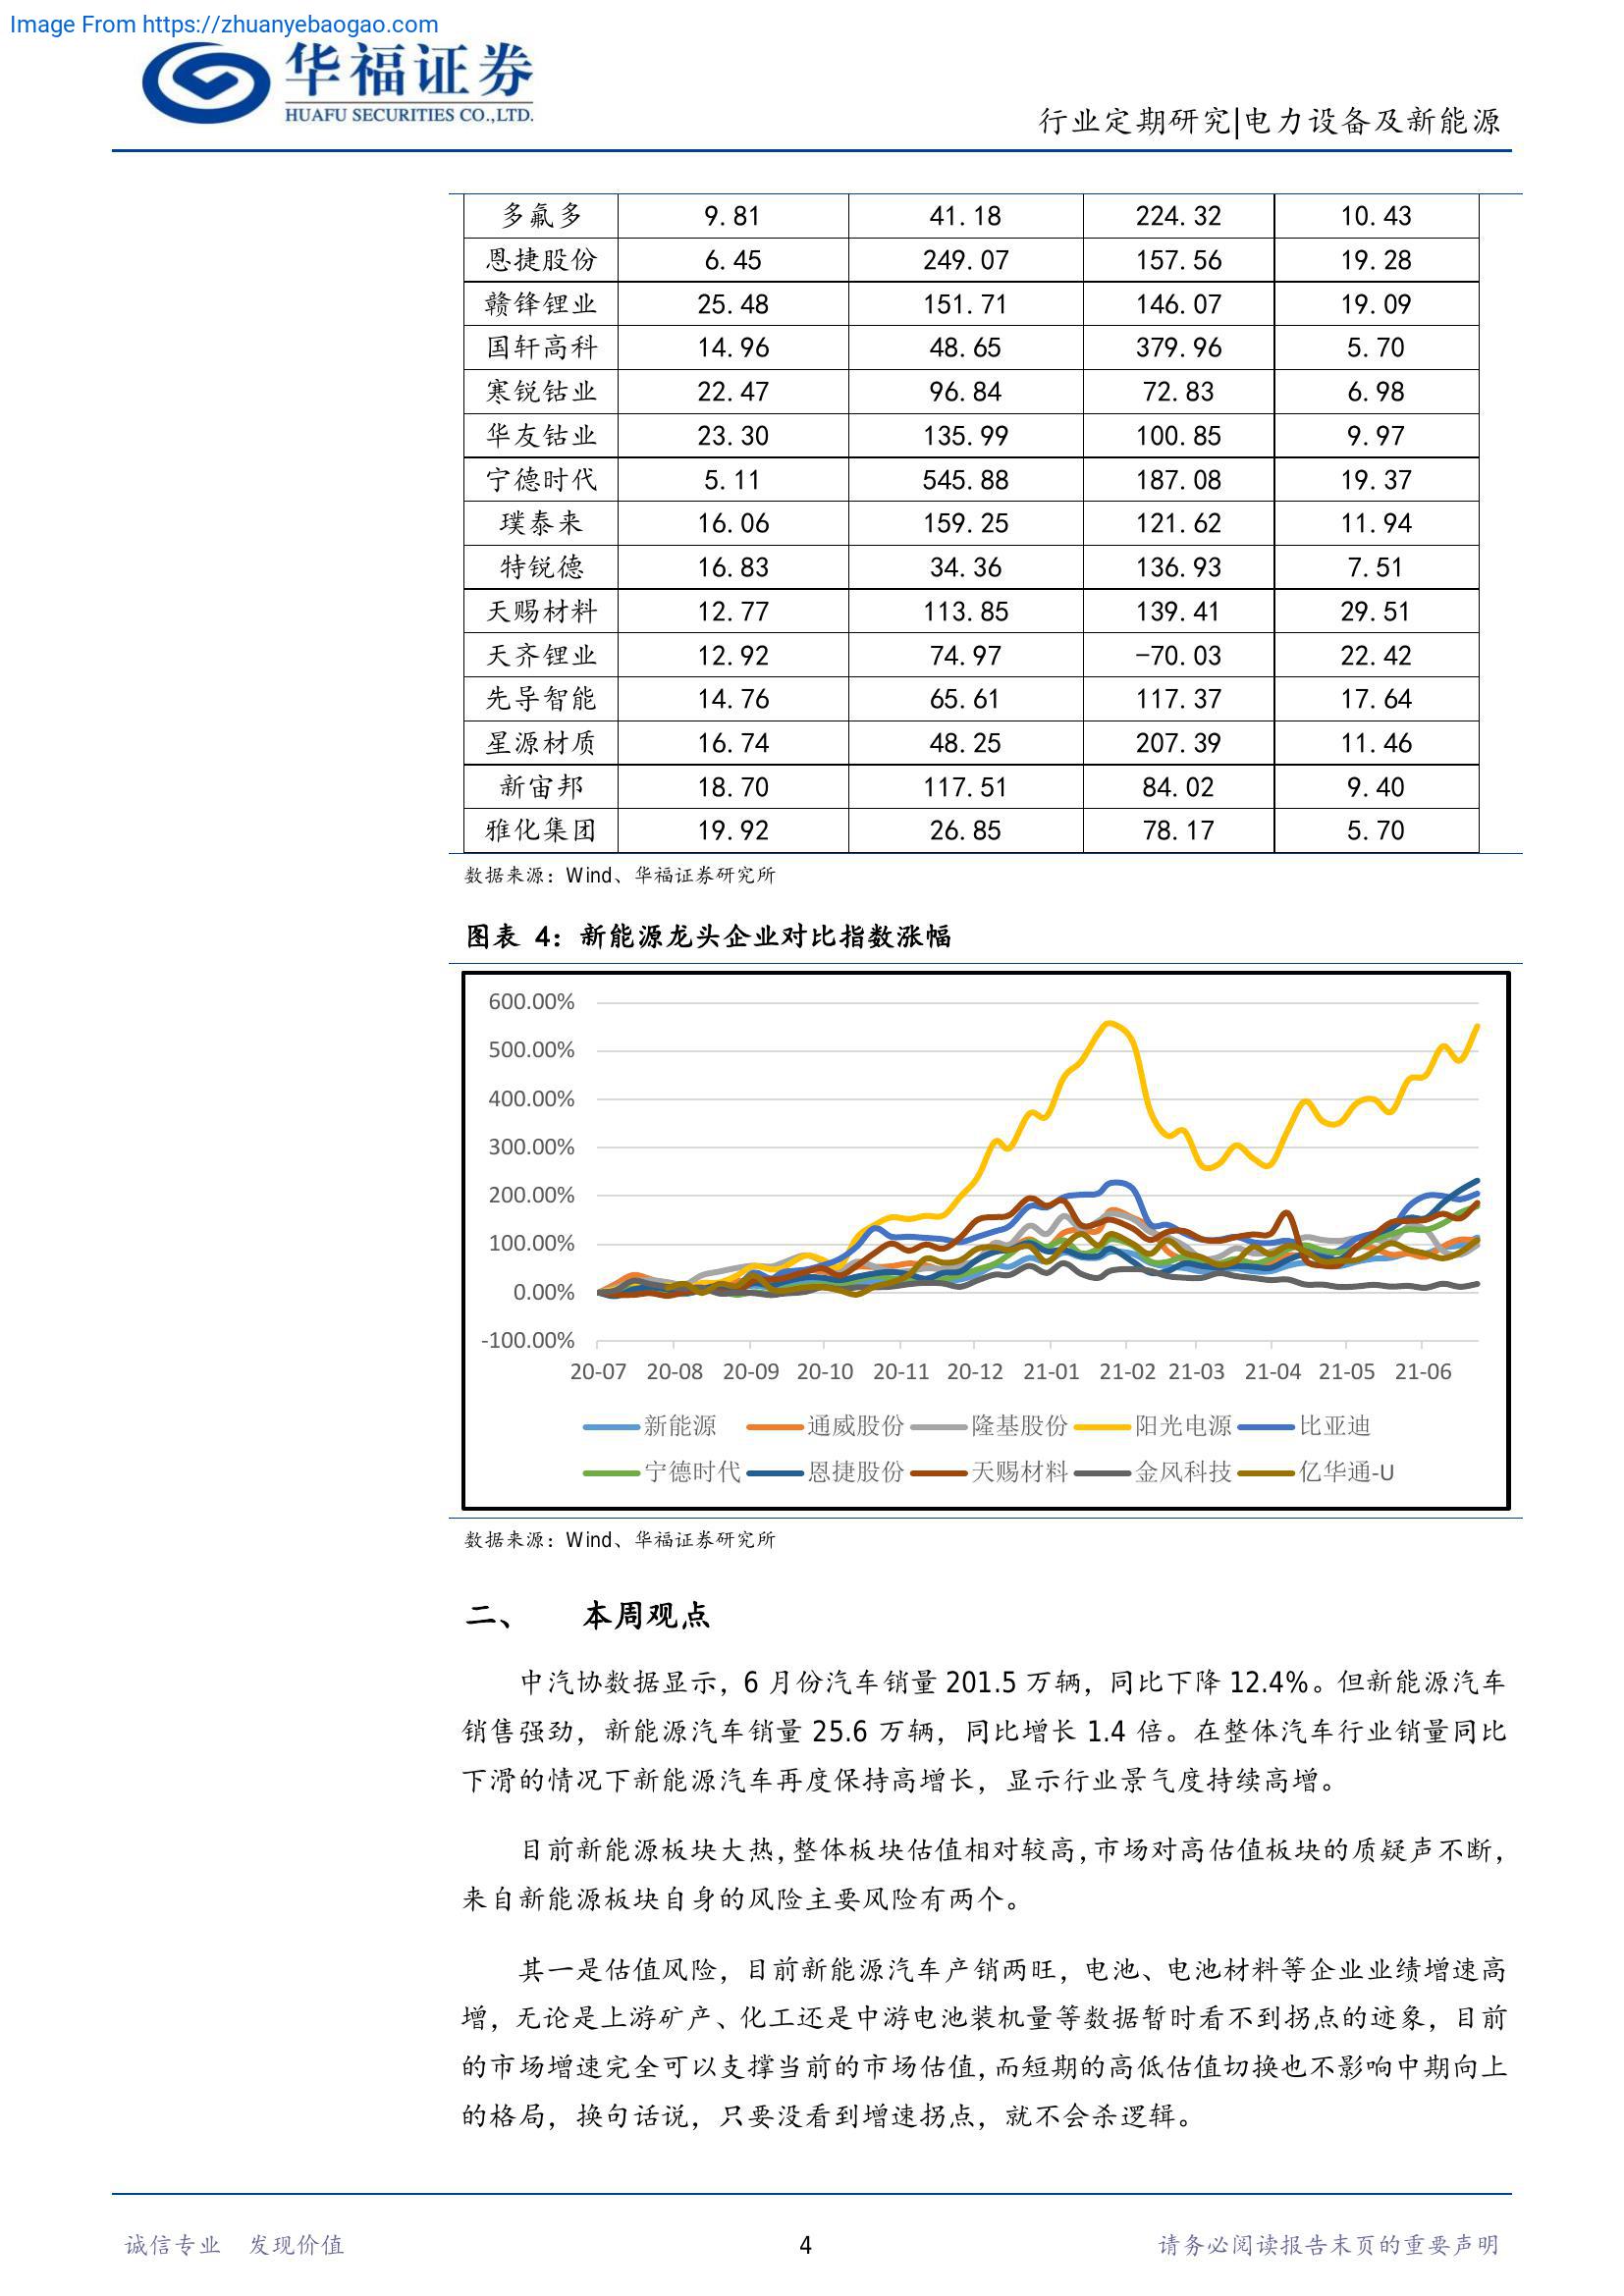 Image From https://zhuanyebaogao.com
华福证券
HUAFU SECURITIES CO.,LTD.
行业定期研究|电力设备及新能源
多氟多 9.81 41.18 224.32 10.43
恩捷股份 6.45 249.07 157.56 19.28
赣锋锂业 25.48 151.71 146.07 19.09
国轩高科 14.96 48.65 379.96 5.70
寒锐钴业 22.47 96.84 72.83 6.98
华友钴业 23.30 135.99 100.85 9.97
宁德时代 5.11 545.88 187.08 19.37
璞泰来 16.06 159.25 121.62 11.94
特锐德 16.83 34.36 136.93 7.51
天赐材料 12.77 113.85 139.41 29.51
天齐锂业 12.92 74.97 -70.03 22.42
先导智能 14.76 65.61 117.37 17.64
星源材质 16.74 48.25 207.39 11.46
新宙邦 18.70 117.51 84.02 9.40
雅化集团 19.92 26.85 78.17 5.70
数据来源：Wind、华福证券研究所
图表 4：新能源龙头企业对比指数涨幅
600.00%
500.00%
400.00%
300.00%
200.00%
100.00%
0.00%
-100.00%
20-07 20-08 20-09 20-10 20-11 20-12 21-01 21-02 21-03 21-04 21-05 21-06
新能源 通威股份 隆基股份 阳光电源 比亚迪
宁德时代 恩捷股份 天赐材料 金风科技 亿华通-U
数据来源：Wind、华福证券研究所
二、 本周观点
中汽协数据显示，6 月份汽车销量 201.5 万辆，同比下降 12.4%。但新能源汽车
销售强劲，新能源汽车销量 25.6 万辆，同比增长 1.4 倍。在整体汽车行业销量同比
下滑的情况下新能源汽车再度保持高增长，显示行业景气度持续高增。
目前新能源板块大热，整体板块估值相对较高，市场对高估值板块的质疑声不断，
来自新能源板块自身的风险主要风险有两个。
其一是估值风险，目前新能源汽车产销两旺，电池、电池材料等企业业绩增速高
增，无论是上游矿产、化工还是中游电池装机量等数据暂时看不到拐点的迹象，目前
的市场增速完全可以支撑当前的市场估值，而短期的高低估值切换也不影响中期向上
的格局，换句话说，只要没看到增速拐点，就不会杀逻辑。
诚信专业 发现价值 4 请务必阅读报告末页的重要声明